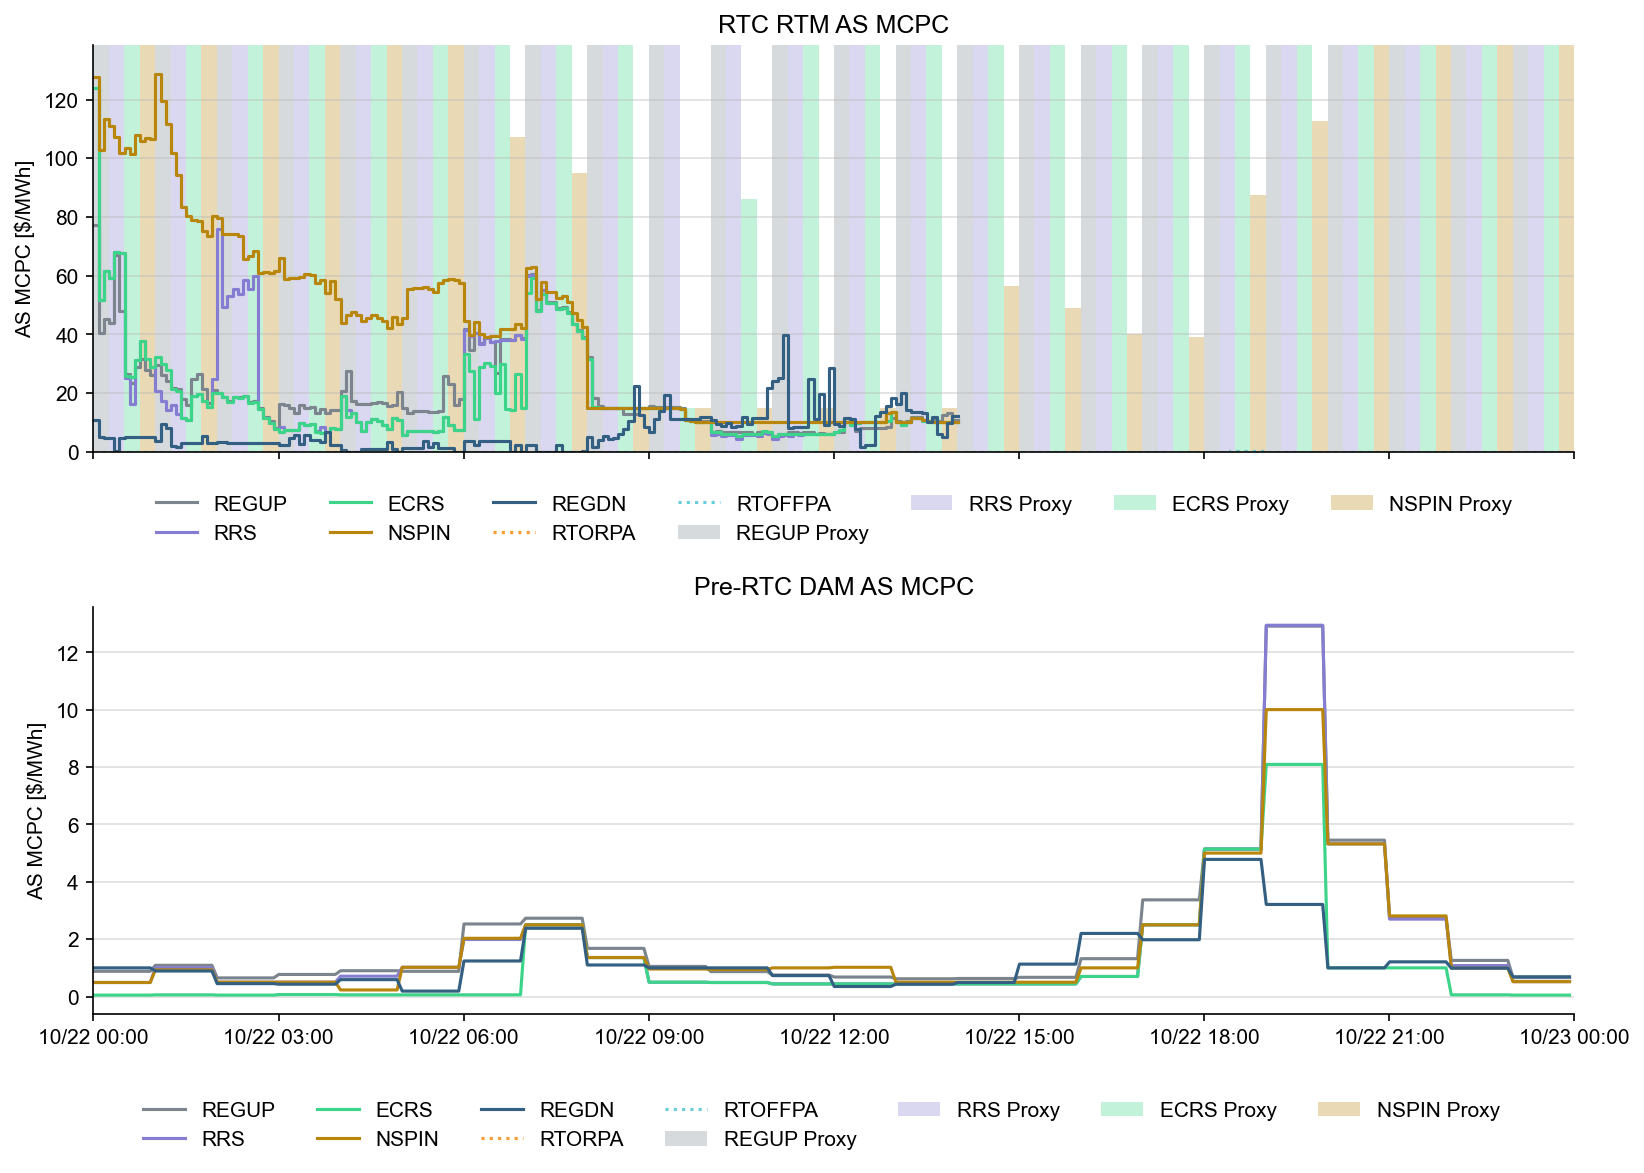 RTC RTM AS MCPC
AS MCPC [$/MWh]
120
100
80
60
40
20
0
REGUP ECRS REGDN RTOFFPA RRS Proxy ECRS Proxy NSPIN Proxy
RRS NSPIN RTORPA REGUP Proxy
Pre-RTC DAM AS MCPC
AS MCPC [$/MWh]
12
10
8
6
4
2
0
10/22 00:00 10/22 03:00 10/22 06:00 10/22 09:00 10/22 12:00 10/22 15:00 10/22 18:00 10/22 21:00 10/23 00:00
REGUP ECRS REGDN RTOFFPA RRS Proxy ECRS Proxy NSPIN Proxy
RRS NSPIN RTORPA REGUP Proxy